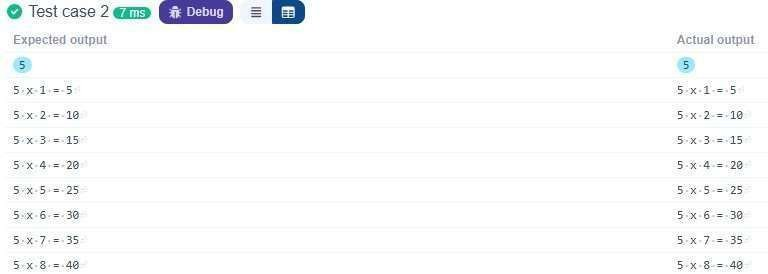 Test case 2 7 ms Debug
Expected output Actual output
5 5
5·x·1·=·5 5·x·1·=·5
5·x·2·=·10 5·x·2·=·10
5·x·3·=·15 5·x·3·=·15
5·x·4·=·20 5·x·4·=·20
5·x·5·=·25 5·x·5·=·25
5·x·6·=·30 5·x·6·=·30
5·x·7·=·35 5·x·7·=·35
5·x·8·=·40 5·x·8·=·40